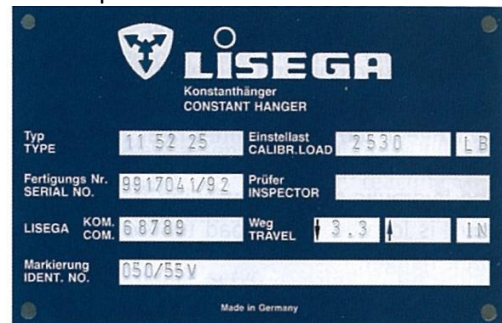 LISEGA
Konstanthänger
CONSTANT HANGER
Typ
TYPE 11 52 25
Einstellast
CALIBR.LOAD 2530 LB
Fertigungs Nr.
SERIAL NO. 9917041/92
Prüfer
INSPECTOR
LISEGA KOM.
COM. 68789
Weg
TRAVEL ↓ 3.3 ↑ IN
Markierung
IDENT. NO. 050/55V
Made in Germany